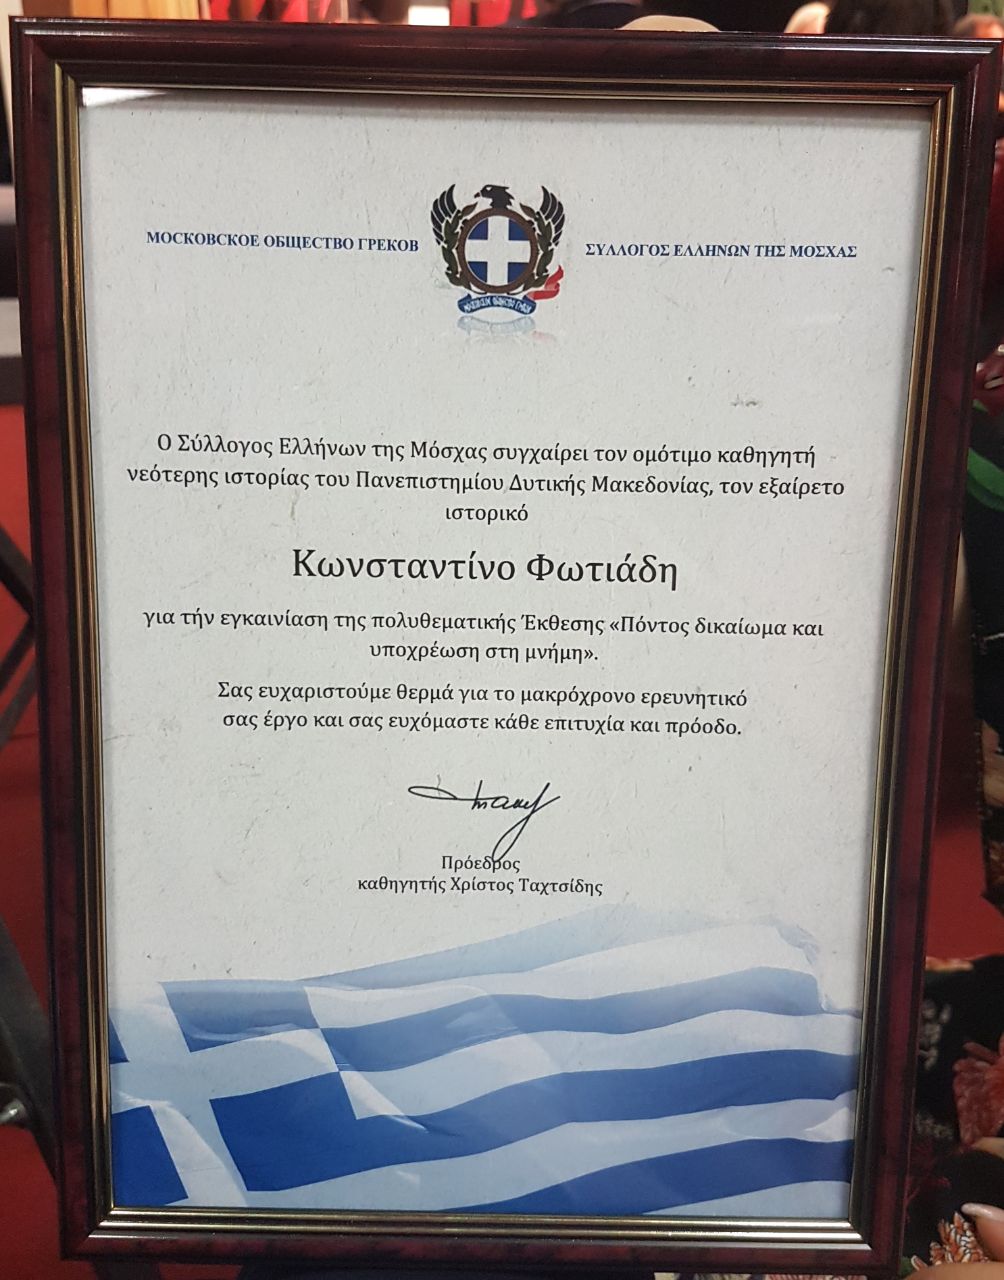 МОСКОВСКОЕ ОБЩЕСТВО ГРЕКОВ
ΣΥΛΛΟΓΟΣ ΕΛΛΗΝΩΝ ΤΗΣ ΜΟΣΧΑΣ
Ο Σύλλογος Ελλήνων της Μόσχας συγχαίρει τον ομότιμο καθηγητή
νεότερης ιστορίας του Πανεπιστημίου Δυτικής Μακεδονίας, τον εξαίρετο
ιστορικό
Κωνσταντίνο Φωτιάδη
για τήν εγκαινίαση της πολυθεματικής Έκθεσης «Πόντος δικαίωμα και
υποχρέωση στη μνήμη».
Σας ευχαριστούμε θερμά για το μακρόχρονο ερευνητικό
σας έργο και σας ευχόμαστε κάθε επιτυχία και πρόοδο.
Πρόεδρος
καθηγητής Χρίστος Ταχτσίδης